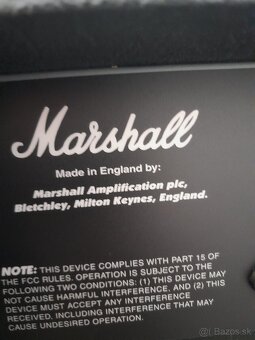 Marshall
Made in England by:
Marshall Amplification plc,
Bletchley, Milton Keynes, England.
NOTE: THIS DEVICE COMPLIES WITH PART 15 OF
THE FCC RULES. OPERATION IS SUBJECT TO THE
FOLLOWING TWO CONDITIONS: (1) THIS DEVICE MAY
NOT CAUSE HARMFUL INTERFERENCE, AND (2) THIS
DEVICE MUST ACCEPT ANY INTERFERENCE
RECEIVED, INCLUDING INTERFERENCE THAT MAY
CAUSE UNDESIRED OPERATION.
Bazos.sk